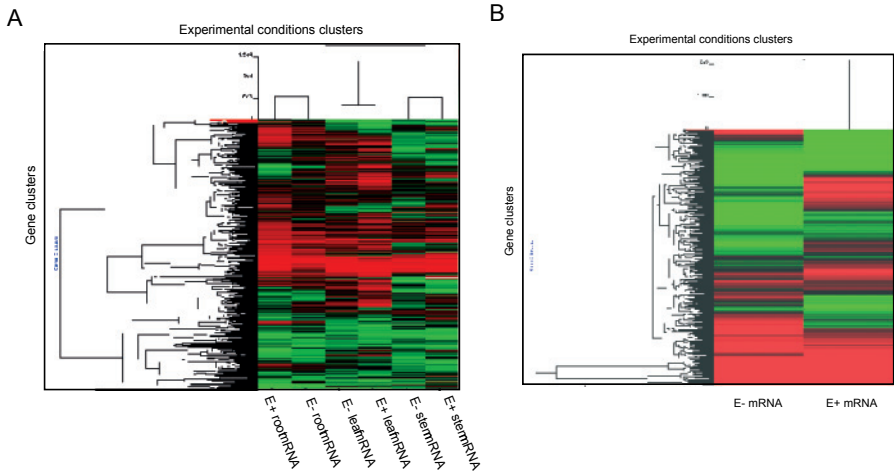 A
Experimental conditions clusters
Gene clusters
E+ rootmRNA
E- rootmRNA
E- leafmRNA
E+ leafmRNA
E- stemmRNA
E+ stemmRNA
B
Experimental conditions clusters
Gene clusters
E- mRNA
E+ mRNA